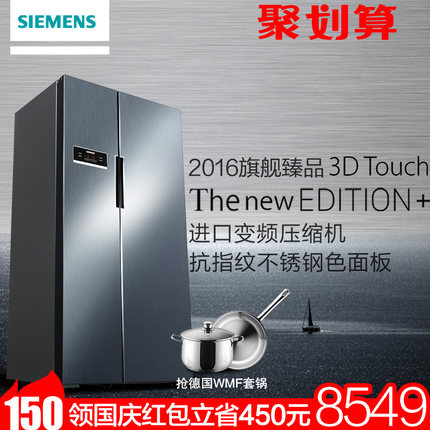 SIEMENS
聚划算
2016旗舰臻品 3D Touch
The new EDITION+
进口变频压缩机
抗指纹不锈钢色面板
抢德国WMF套锅
150 领国庆红包立省450元 8549